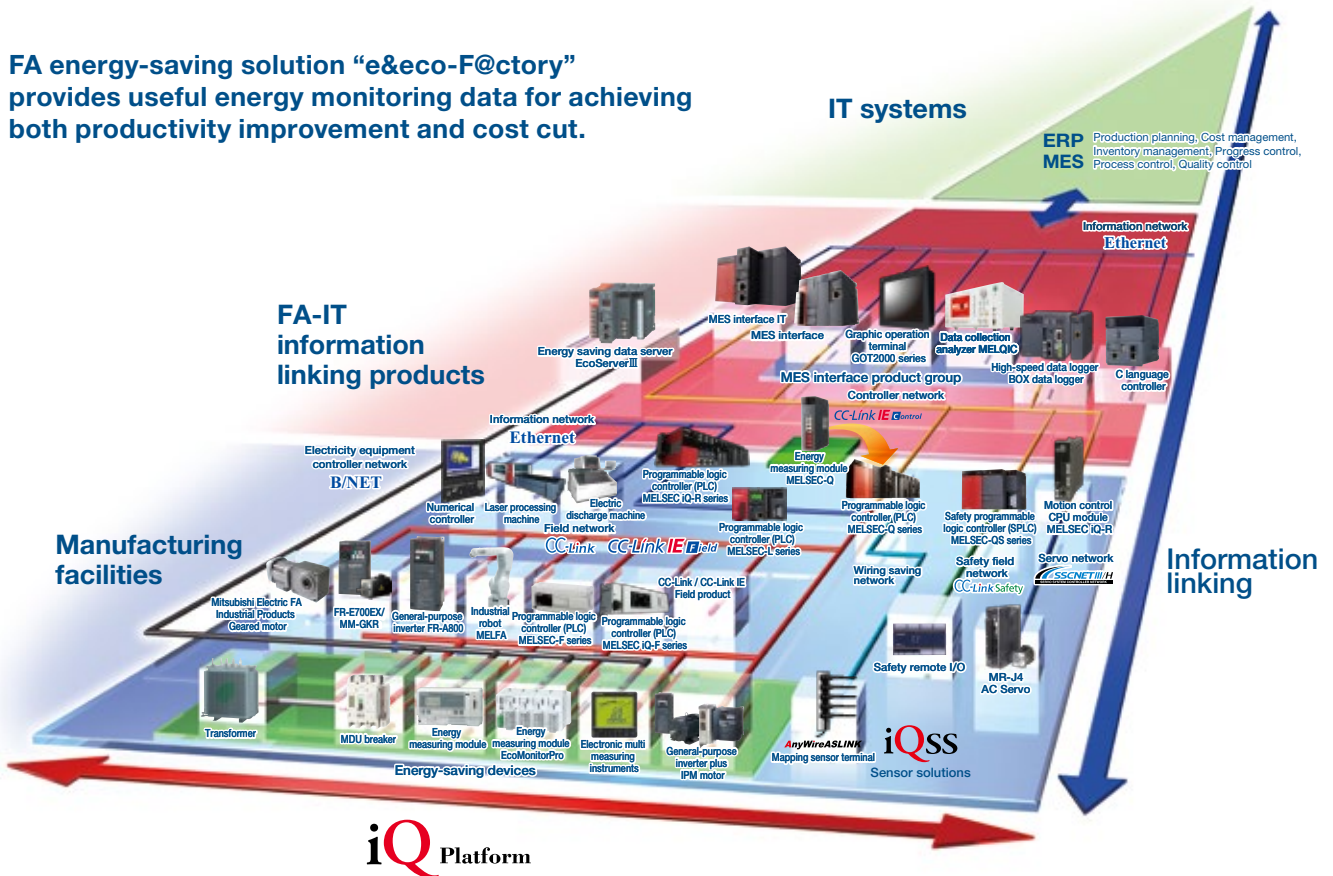 FA energy-saving solution “e&eco-F@ctory”
provides useful energy monitoring data for achieving
both productivity improvement and cost cut.
IT systems
ERP
MES
Production planning, Cost management,
Inventory management, Progress control,
Process control, Quality control
Information network
Ethernet
FA-IT
information
linking products
Energy saving data server
EcoServerⅢ
MES interface IT
MES interface
Graphic operation
terminal
GOT2000 series
Data collection
analyzer MELQIC
High-speed data logger
BOX data logger
C language
controller
MES interface product group
Controller network
CC-Link IE Control
Information network
Ethernet
Electricity equipment
controller network
B/NET
Numerical
controller
Laser processing
machine
Electric
discharge machine
Programmable logic
controller (PLC)
MELSEC iQ-R series
Programmable logic
controller (PLC)
MELSEC-L series
Energy
measuring module
MELSEC-Q
Programmable logic
controller (PLC)
MELSEC-Q series
Safety programmable
logic controller (SPLC)
MELSEC-QS series
Motion control
CPU module
MELSEC iQ-R
Field network
CC-Link
CC-Link IE Field
Manufacturing
facilities
Wiring saving
network
Safety field
network
CC-Link Safety
Servo network
SSCNETIII/H
SERVO SYSTEM CONTROLLER NETWORK
Information
linking
Mitsubishi Electric FA
Industrial Products
Geared motor
FR-E700EX/
MM-GKR
General-purpose
inverter FR-A800
Industrial
robot
MELFA
Programmable logic
controller (PLC)
MELSEC-F series
Programmable logic
controller (PLC)
MELSEC iQ-F series
CC-Link / CC-Link IE
Field product
Safety remote I/O
MR-J4
AC Servo
Transformer
MDU breaker
Energy
measuring module
Energy
measuring module
EcoMonitorPro
Electronic multi
measuring
instruments
General-purpose
inverter plus
IPM motor
Energy-saving devices
AnyWireASLINK
Mapping sensor terminal
iQss
Sensor solutions
iQ Platform